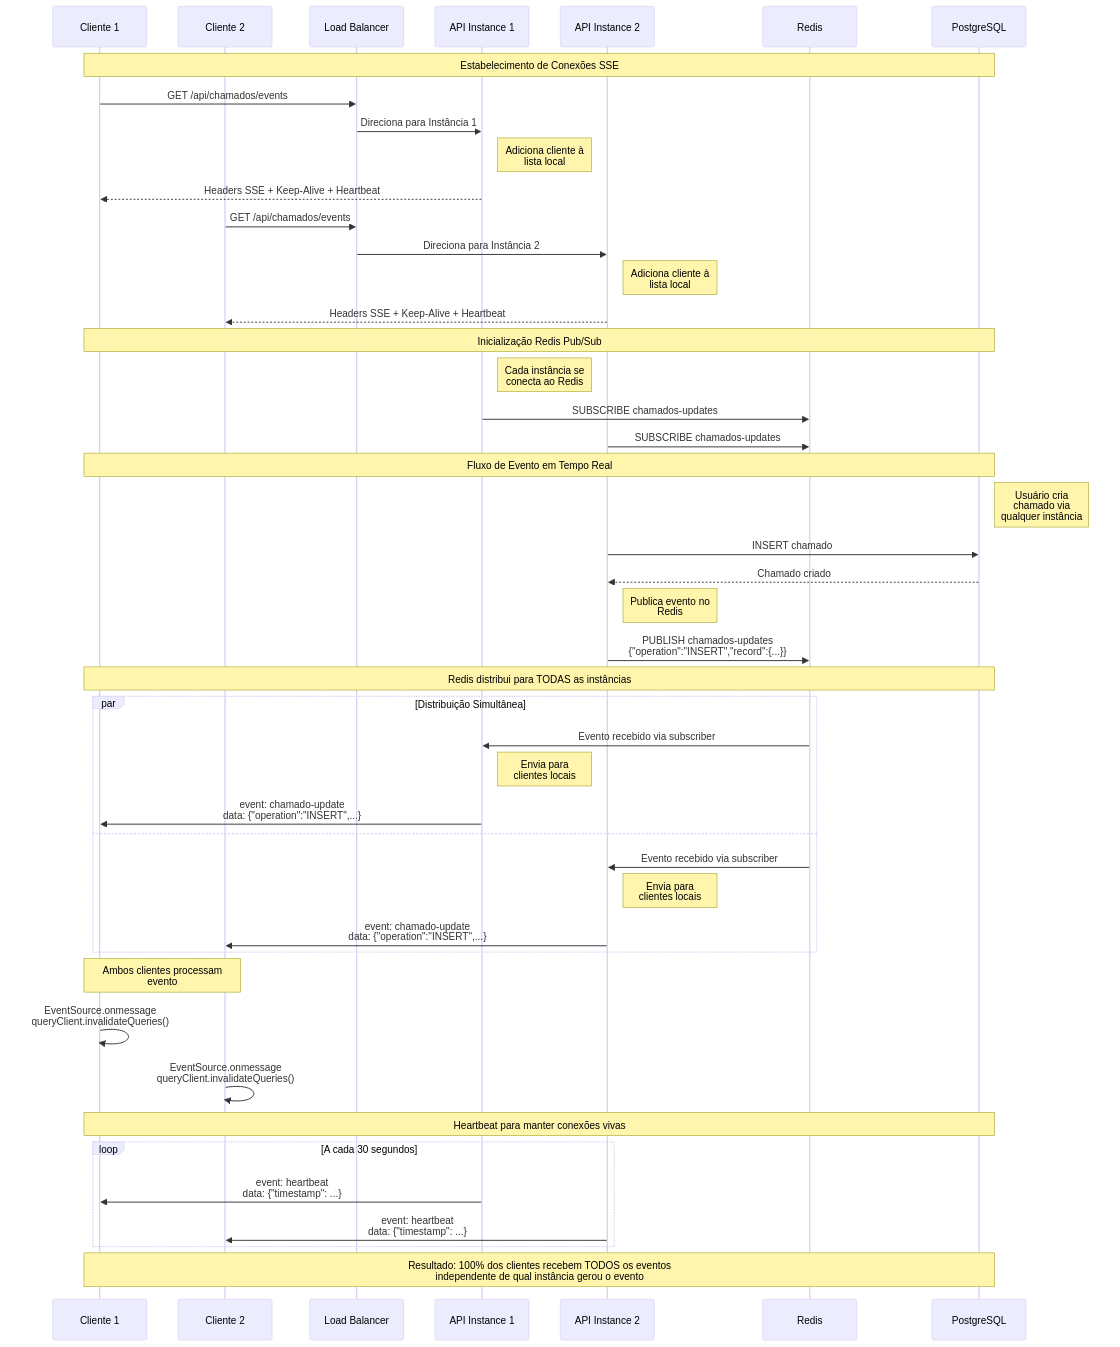 Cliente 1
Cliente 2
Load Balancer
API Instance 1
API Instance 2
Redis
PostgreSQL
Estabelecimento de Conexões SSE
GET /api/chamados/events
Direciona para Instância 1
Adiciona cliente à
lista local
Headers SSE + Keep-Alive + Heartbeat
GET /api/chamados/events
Direciona para Instância 2
Adiciona cliente à
lista local
Headers SSE + Keep-Alive + Heartbeat
Inicialização Redis Pub/Sub
Cada instância se
conecta ao Redis
SUBSCRIBE chamados-updates
SUBSCRIBE chamados-updates
Fluxo de Evento em Tempo Real
Usuário cria
chamado via
qualquer instância
INSERT chamado
Chamado criado
Publica evento no
Redis
PUBLISH chamados-updates
{"operation":"INSERT","record":{...}}
Redis distribui para TODAS as instâncias
par
[Distribuição Simultânea]
Evento recebido via subscriber
Envia para
clientes locais
event: chamado-update
data: {"operation":"INSERT",...}
Evento recebido via subscriber
Envia para
clientes locais
event: chamado-update
data: {"operation":"INSERT",...}
Ambos clientes processam
evento
EventSource.onmessage
queryClient.invalidateQueries()
EventSource.onmessage
queryClient.invalidateQueries()
Heartbeat para manter conexões vivas
loop
[A cada 30 segundos]
event: heartbeat
data: {"timestamp": ...}
event: heartbeat
data: {"timestamp": ...}
Resultado: 100% dos clientes recebem TODOS os eventos
independente de qual instância gerou o evento
Cliente 1
Cliente 2
Load Balancer
API Instance 1
API Instance 2
Redis
PostgreSQL